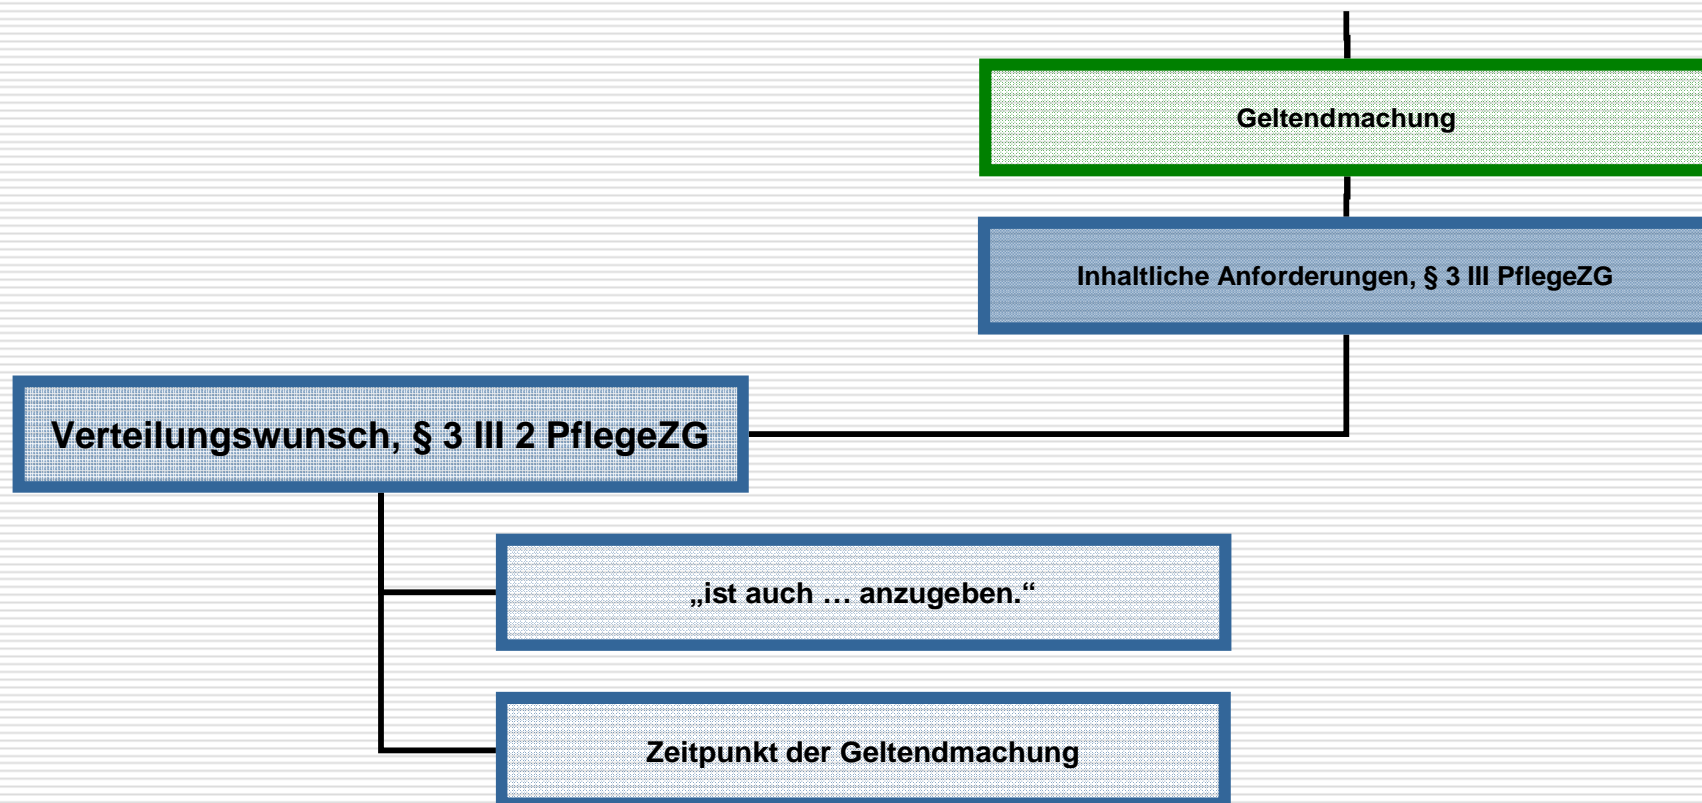 Geltendmachung
Inhaltliche Anforderungen, § 3 III PflegeZG
Verteilungswunsch, § 3 III 2 PflegeZG
„ist auch … anzugeben.“
Zeitpunkt der Geltendmachung